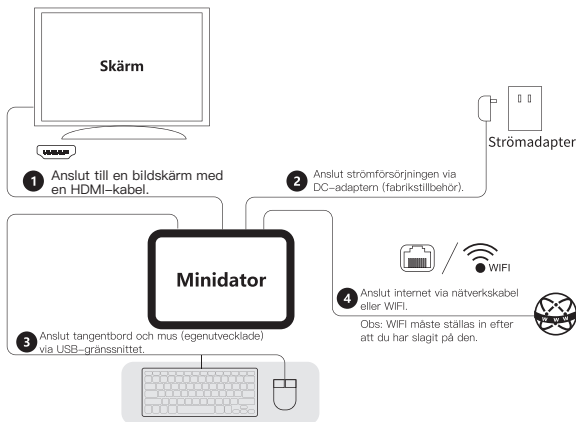 Skärm
Strömadapter
1 Anslut till en bildskärm med
en HDMI-kabel.
2 Anslut strömförsörjningen via
DC-adaptern (fabrikstillbehör).
Minidator
WIFI
3 Anslut tangentbord och mus (egenutvecklade)
via USB-gränssnittet.
4 Anslut internet via nätverkskabel
eller WIFI.
Obs: WIFI måste ställas in efter
att du har slagit på den.
W W W